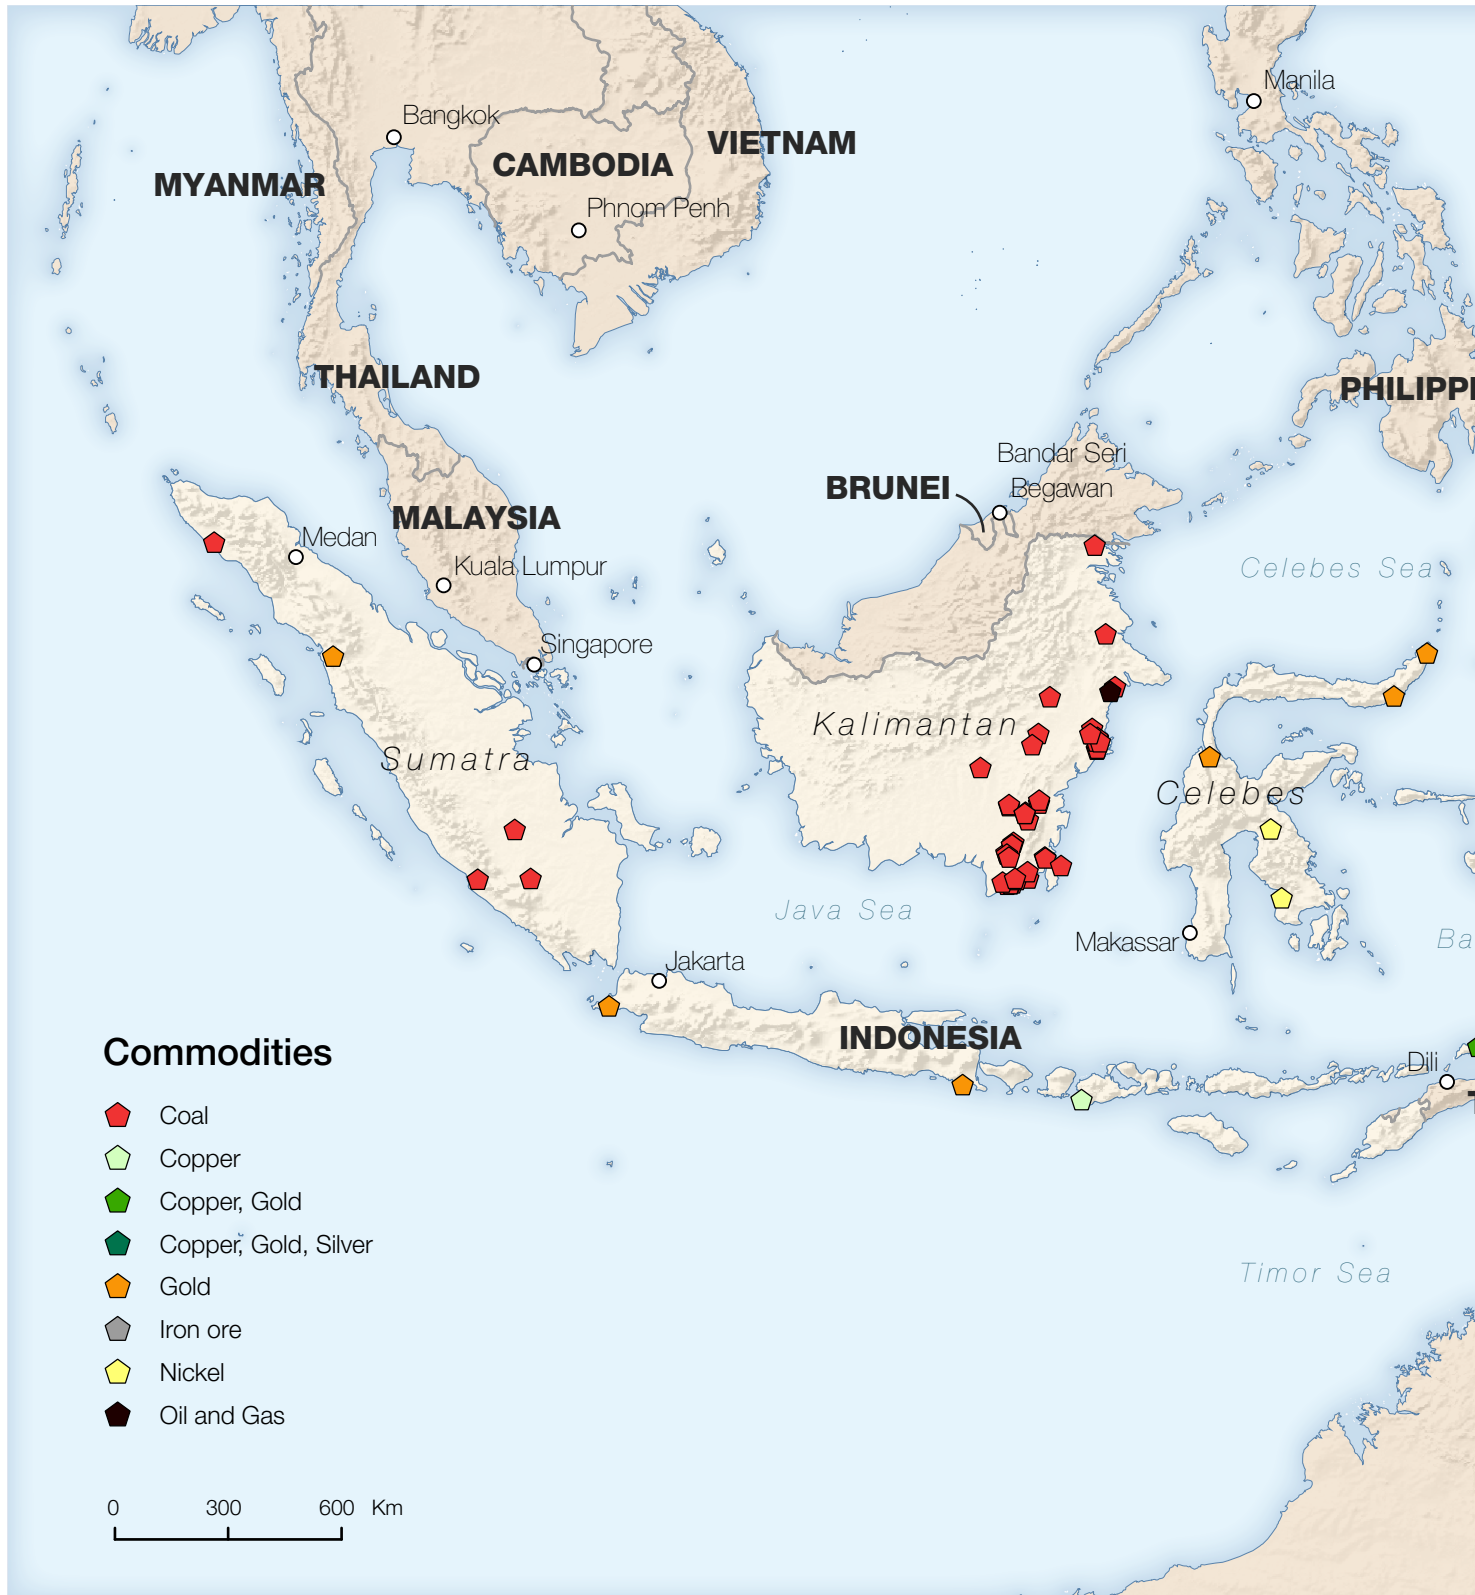 Manila
Bangkok
VIETNAM
CAMBODIA
MYANMAR
Phnom Penh
THAILAND
PHILIPPI
Bandar Seri
Begawan
BRUNEI
MALAYSIA
Medan
Kuala Lumpur
Celebes Sea
Singapore
Kalimantan
Sumatra
Celebes
Java Sea
Makassar
Ba
Jakarta
INDONESIA
Dili
Commodities
Coal
Copper
Copper, Gold
Copper, Gold, Silver
Gold
Iron ore
Nickel
Oil and Gas
Timor Sea
0 300 600 Km